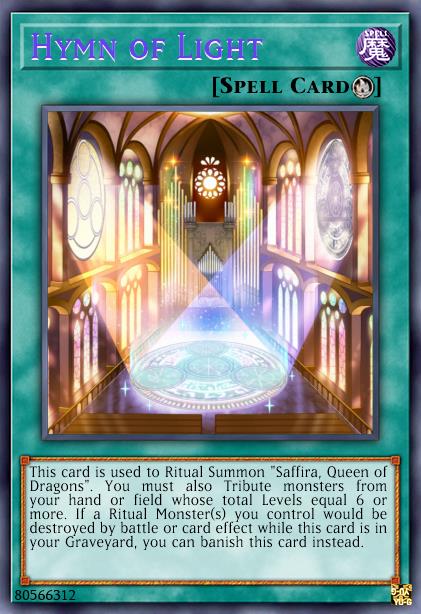 Hymn of Light
SPELL
魔
[Spell Card]
This card is used to Ritual Summon "Saffira, Queen of
Dragons". You must also Tribute monsters from
your hand or field whose total Levels equal 6 or
more. If a Ritual Monster(s) you control would be
destroyed by battle or card effect while this card is
in your Graveyard, you can banish this card instead.
80566312